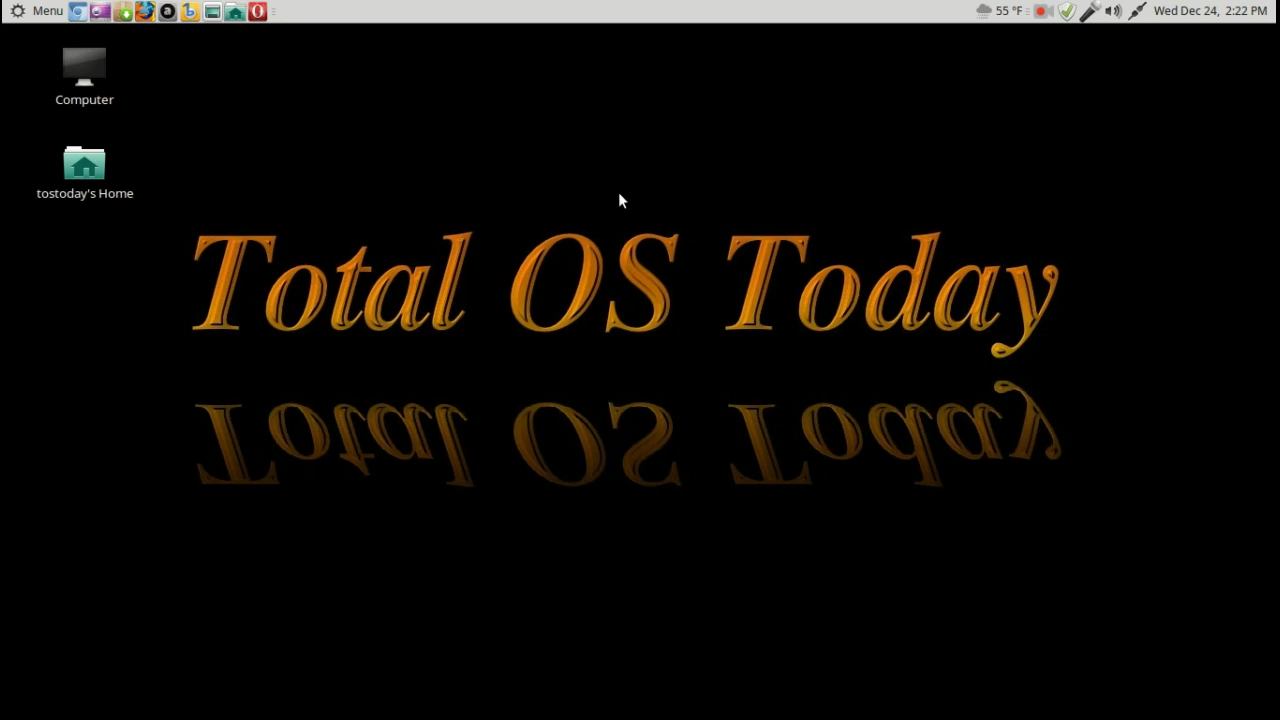 Menu
55 °F
Wed Dec 24, 2:22 PM
Computer
tostoday's Home
Total OS Today